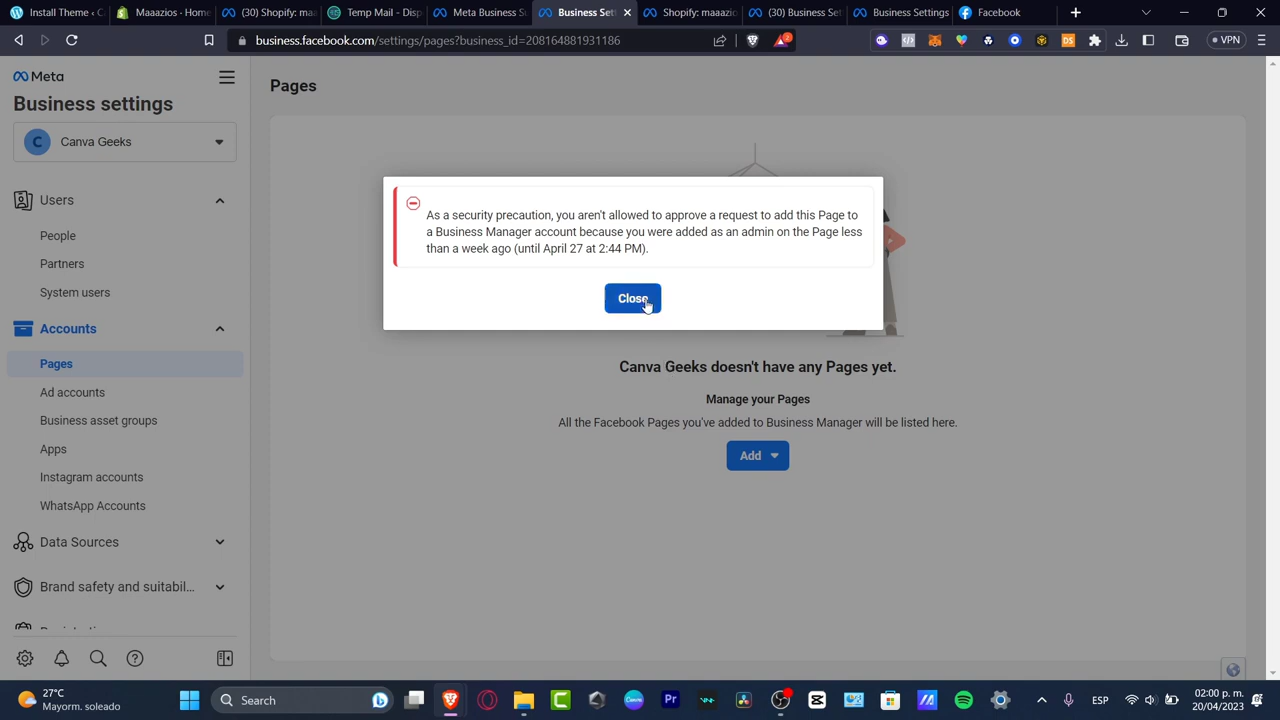 Install Theme ‹ C
Maaazios - Home
(30) Shopify: maa
Temp Mail - Disp
Meta Business S
Business Set
Shopify: maaazio
(30) Business Set
Business Settings
Facebook
business.facebook.com/settings/pages?business_id=208164881931186
2
DS
VPN
Meta
Business settings
C
Canva Geeks
Users
People
Partners
System users
Accounts
Pages
Ad accounts
Business asset groups
Apps
Instagram accounts
WhatsApp Accounts
Data Sources
Brand safety and suitabil...
Pages
As a security precaution, you aren't allowed to approve a request to add this Page to
a Business Manager account because you were added as an admin on the Page less
than a week ago (until April 27 at 2:44 PM).
Close
Canva Geeks doesn't have any Pages yet.
Manage your Pages
All the Facebook Pages you've added to Business Manager will be listed here.
Add
27°C
Mayorm. soleado
Search
Pr
ESP
02:00 p. m.
20/04/2023